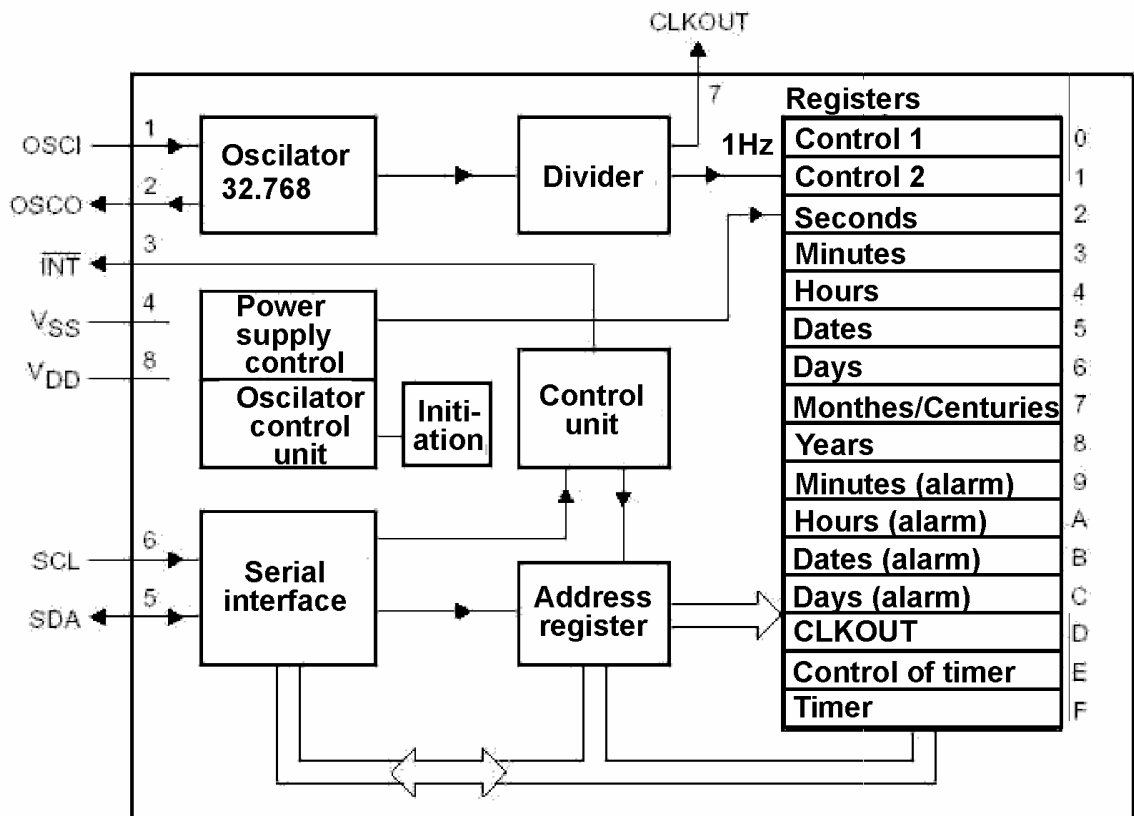 CLKOUT
7
Registers
OSCI
1
Oscilator
32.768
Divider
1Hz
OSCO
2
INT
3
VSS
4
VDD
8
Power
supply
control
Oscilator
control
unit
Initi-
ation
Control
unit
SCL
6
SDA
5
Serial
interface
Address
register
Control 1 0
Control 2 1
Seconds 2
Minutes 3
Hours 4
Dates 5
Days 6
Monthes/Centuries 7
Years 8
Minutes (alarm) 9
Hours (alarm) A
Dates (alarm) B
Days (alarm) C
CLKOUT D
Control of timer E
Timer F